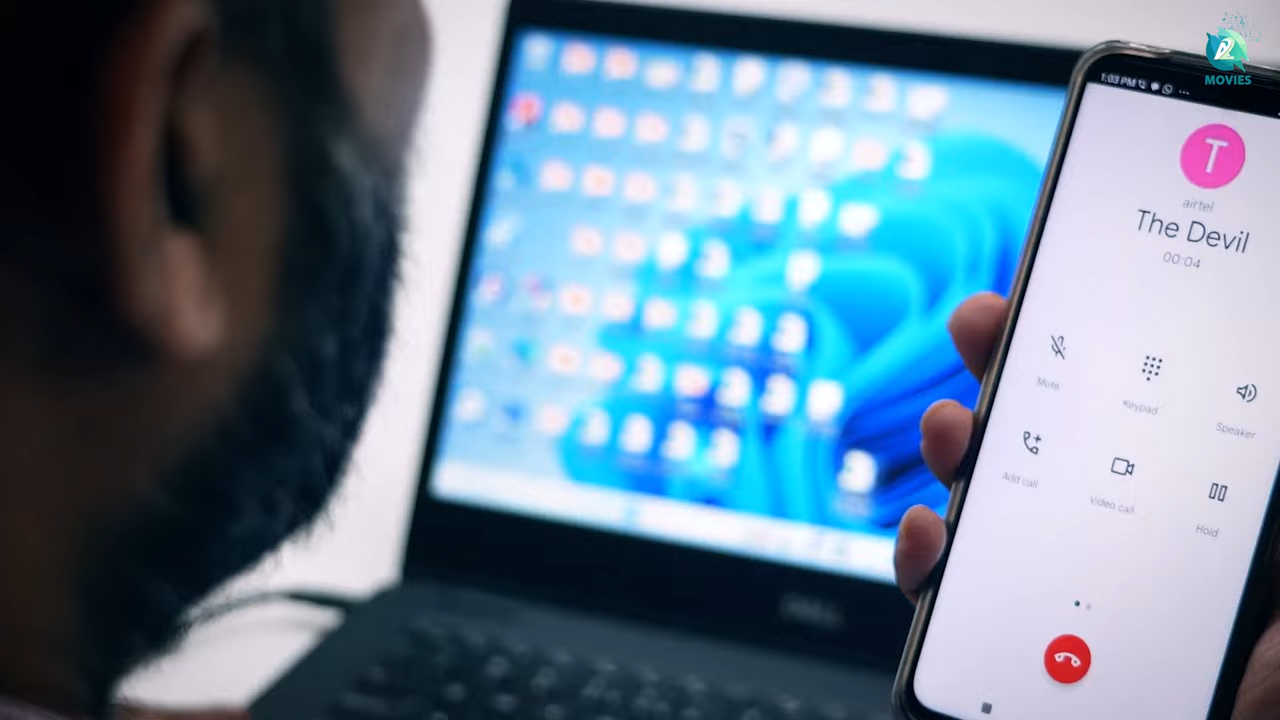 1:03 PM
MOVIES
T
airtel
The Devil
00:04
Mute
Keypad
Speaker
Add call
Video call
Hold